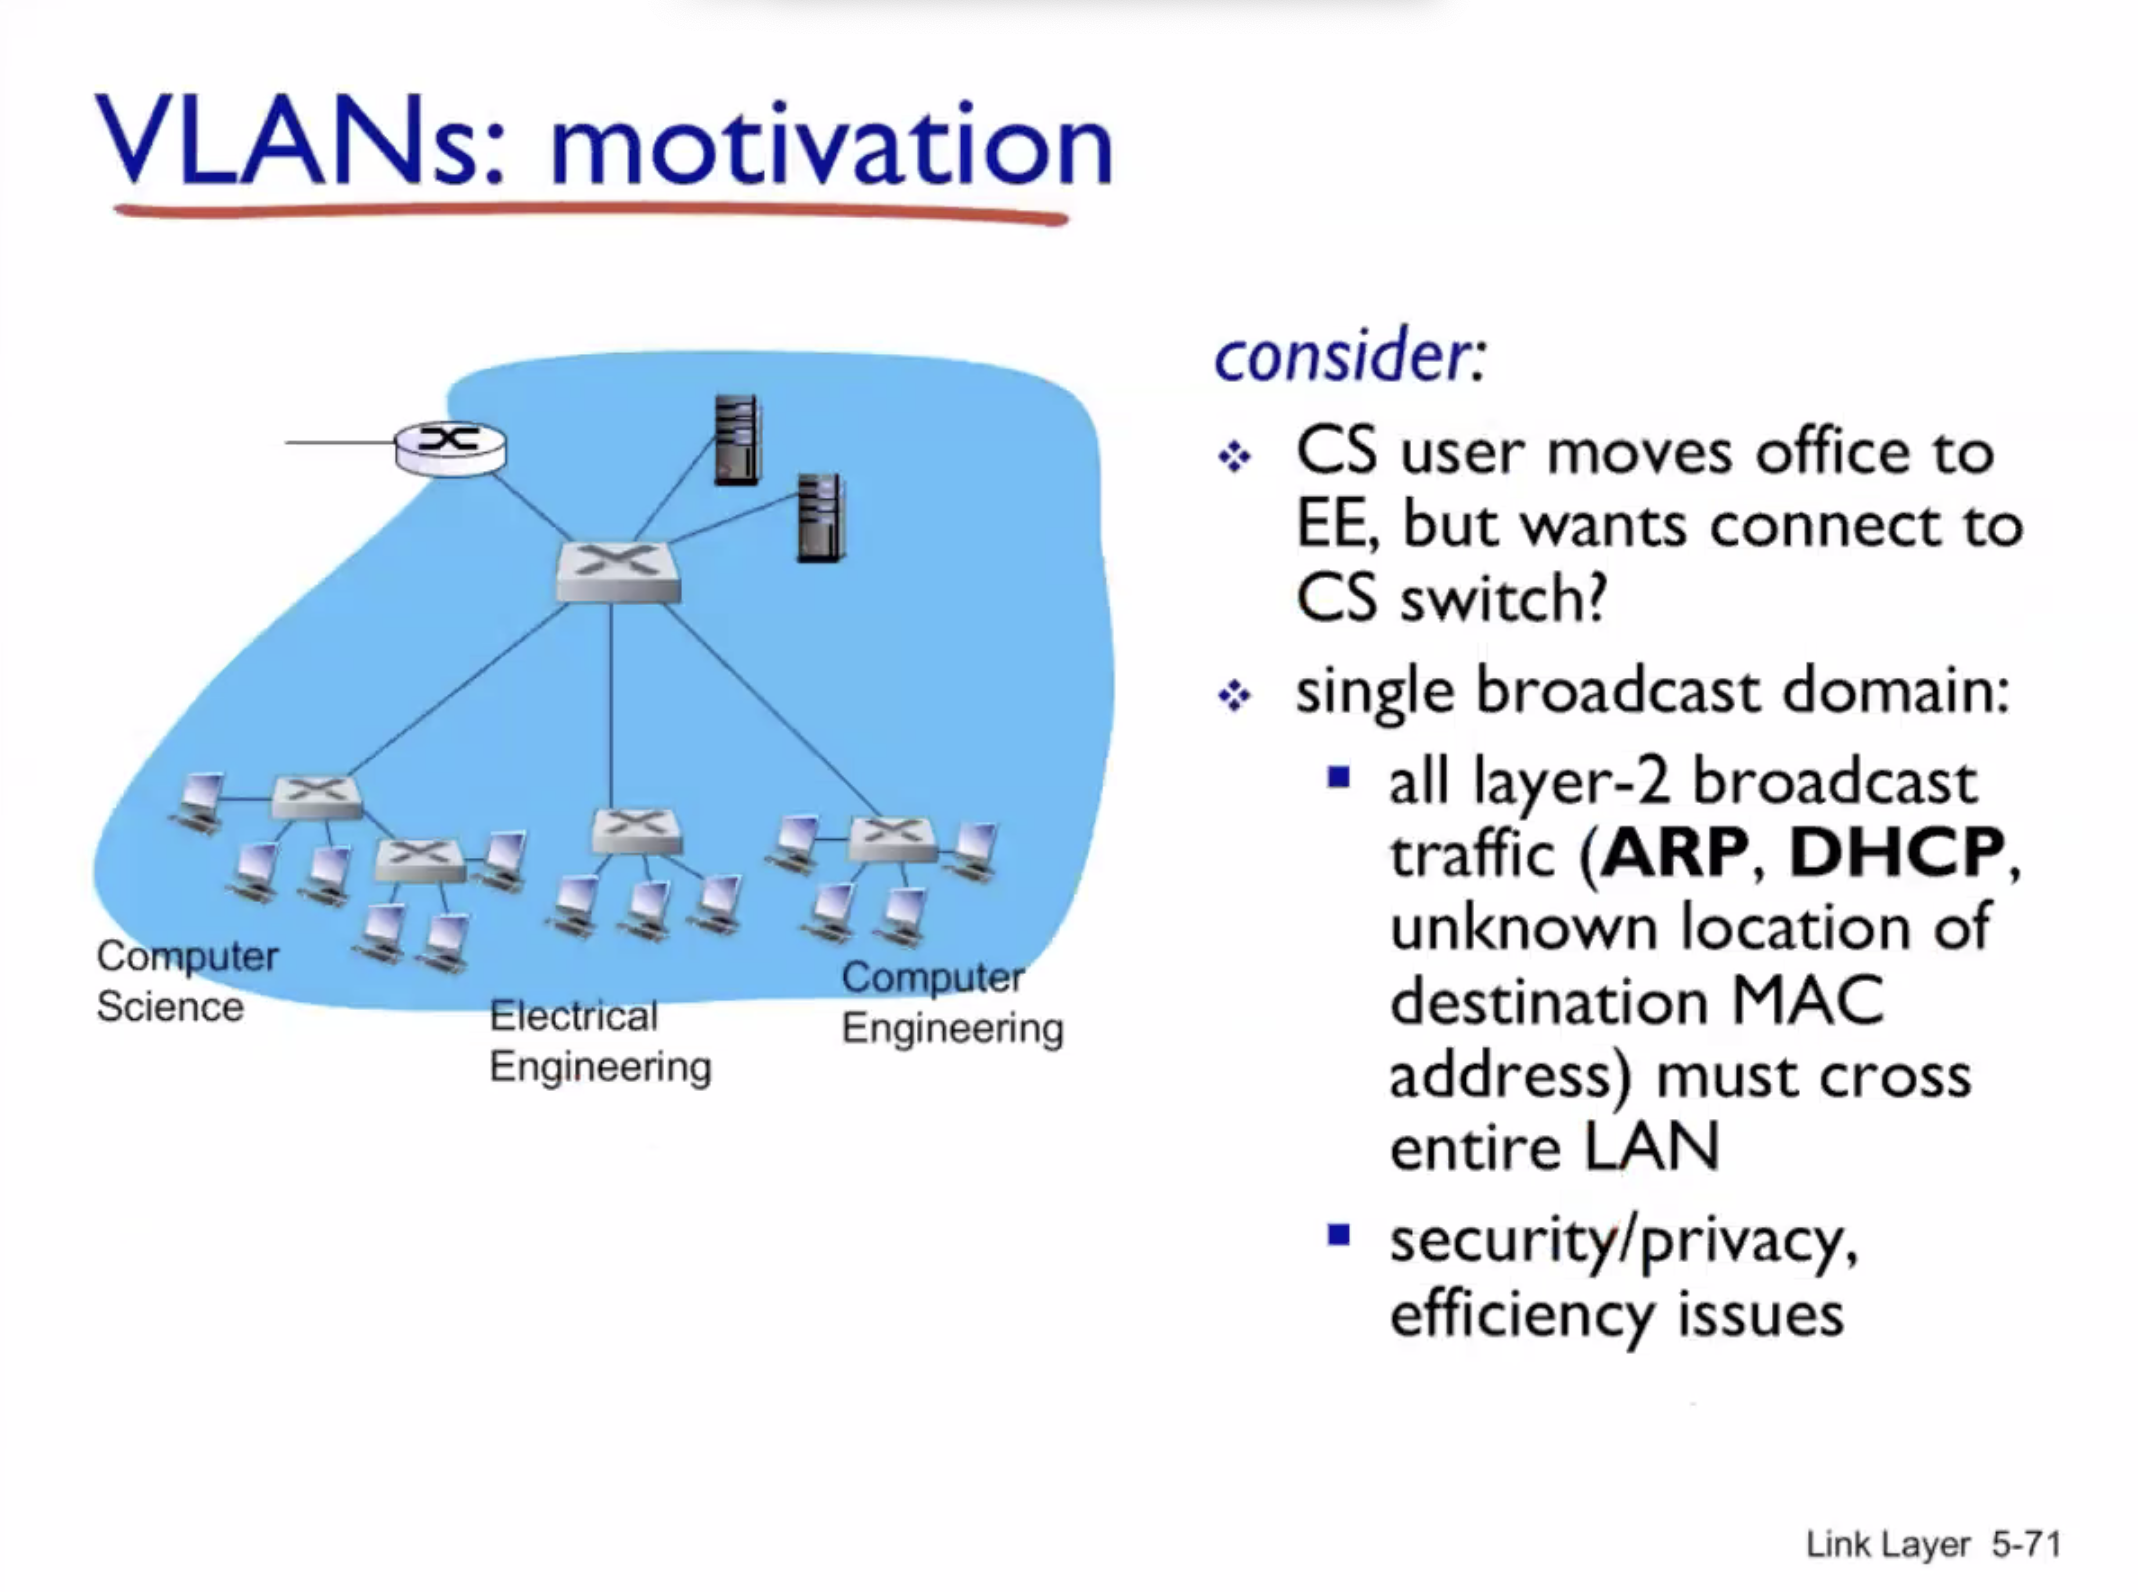 VLANs: motivation
Computer
Science
Electrical
Engineering
Computer
Engineering
consider:
CS user moves office to
EE, but wants connect to
CS switch?
single broadcast domain:
all layer-2 broadcast
traffic (ARP, DHCP,
unknown location of
destination MAC
address) must cross
entire LAN
security/privacy,
efficiency issues
Link Layer 5-71